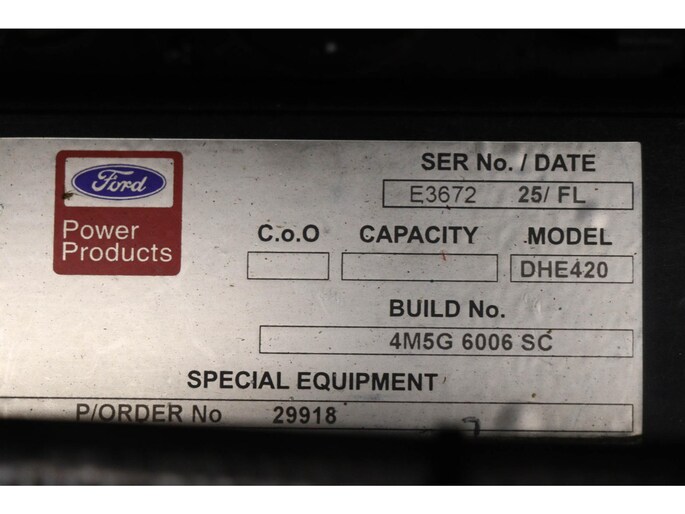 Ford
Power
Products
SER No. / DATE
E3672 25/ FL
C.o.O CAPACITY MODEL
DHE420
BUILD No.
4M5G 6006 SC
SPECIAL EQUIPMENT
P/ORDER No 29918